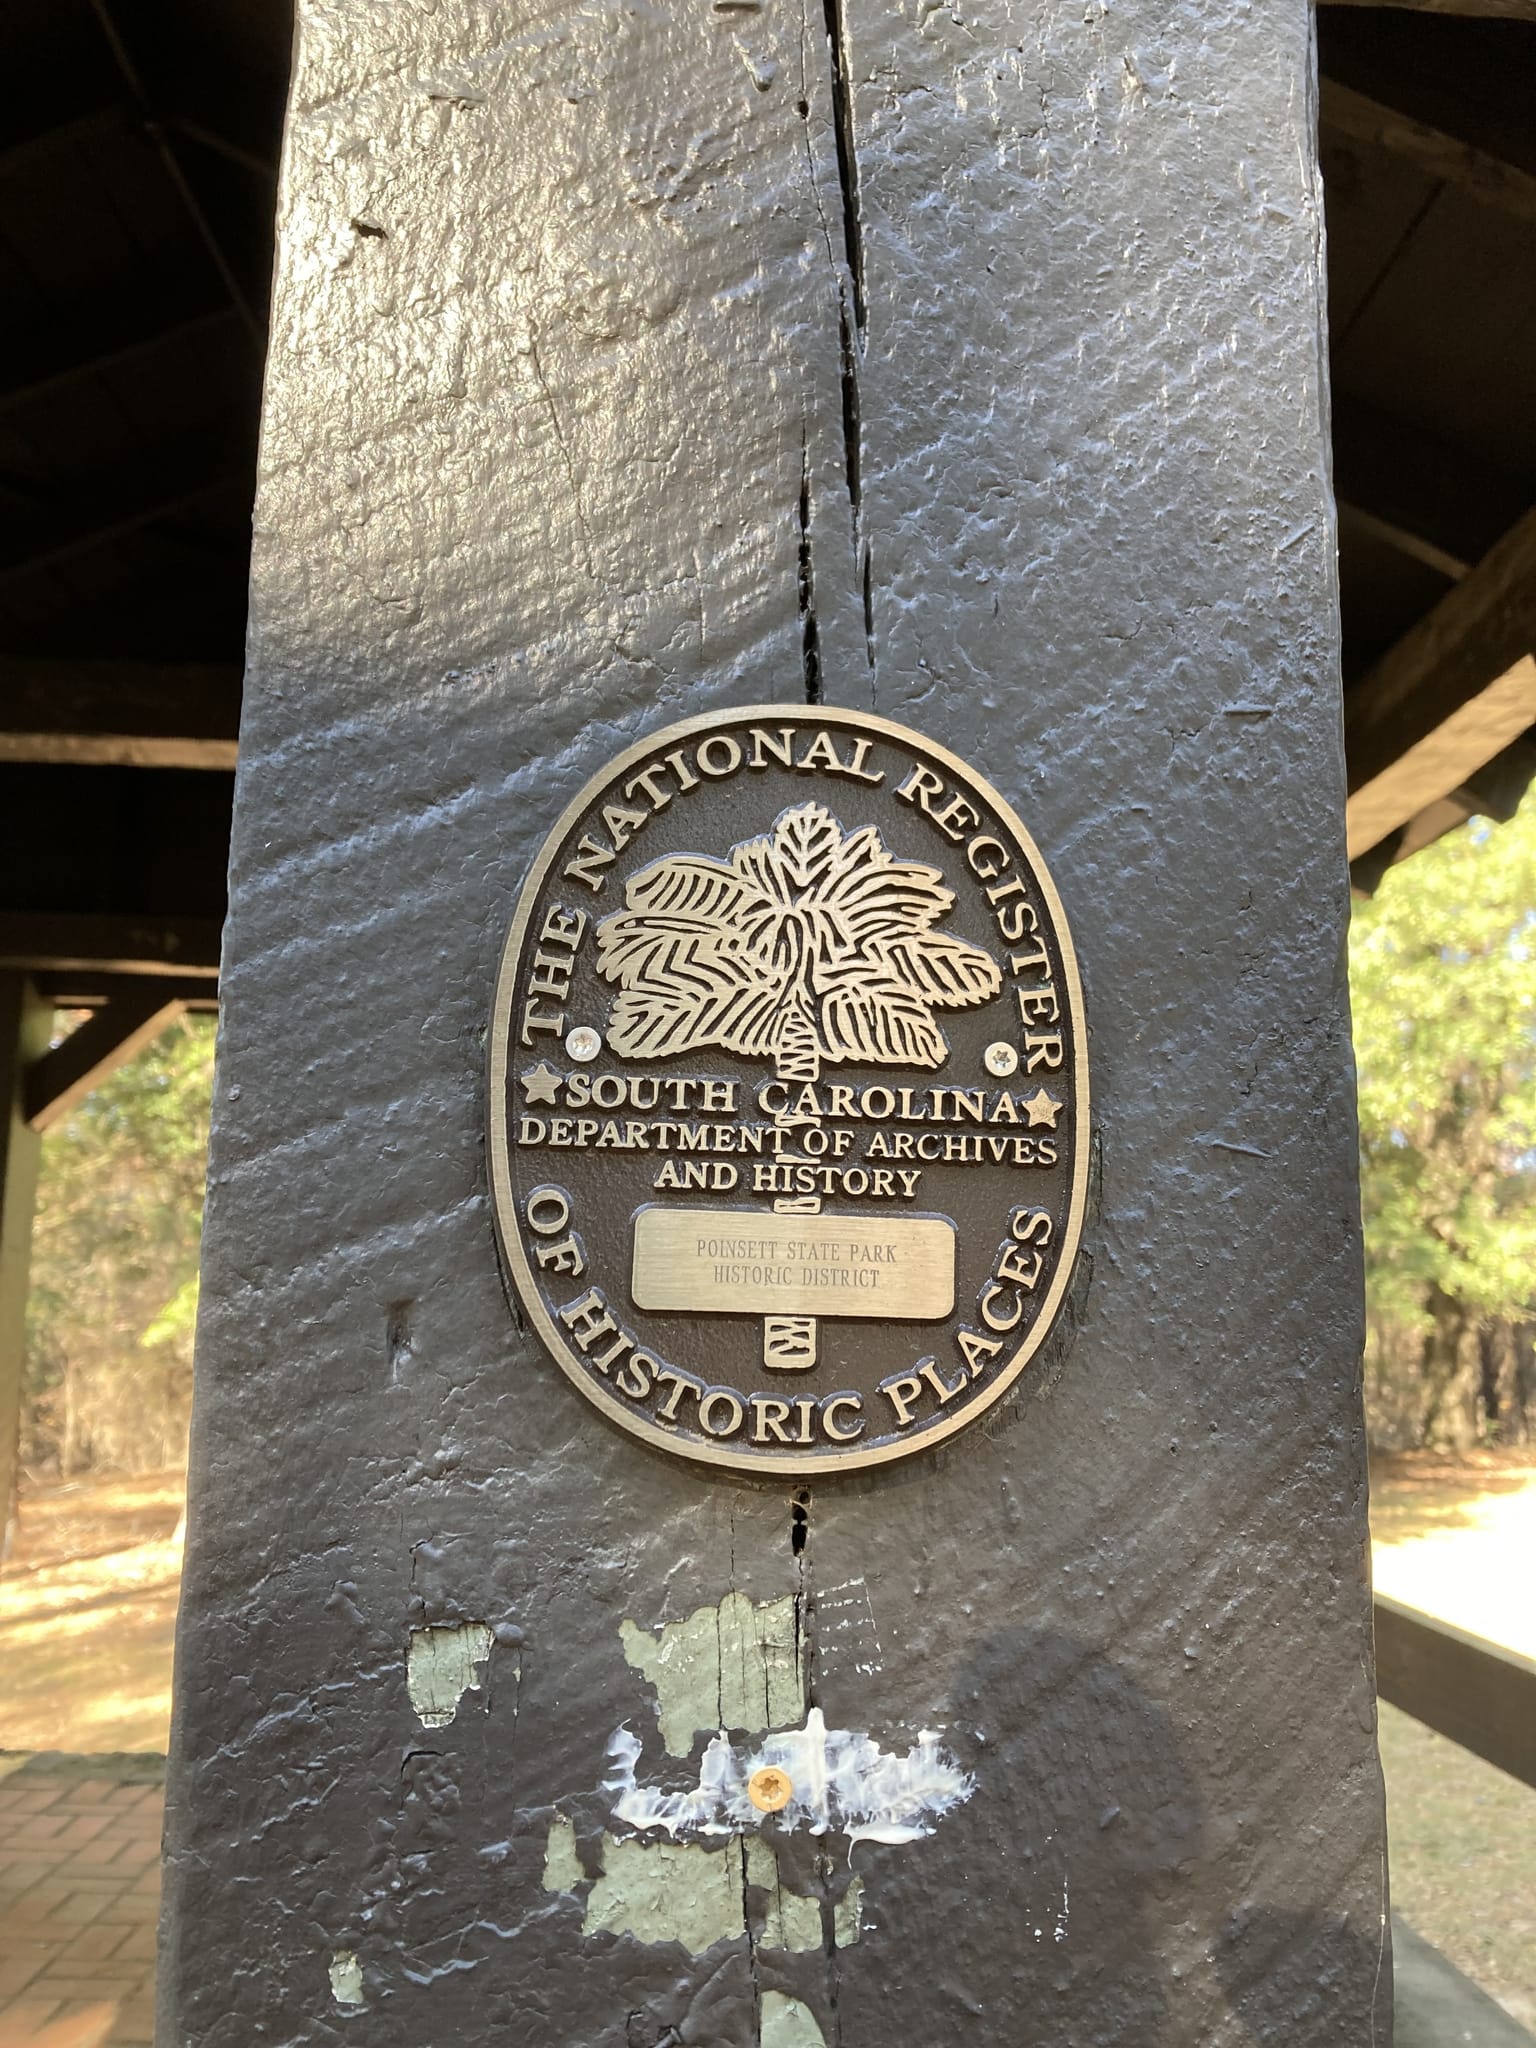 THE NATIONAL REGISTER
★SOUTH CAROLINA★
DEPARTMENT OF ARCHIVES
AND HISTORY
POINSETT STATE PARK
HISTORIC DISTRICT
OF HISTORIC PLACES